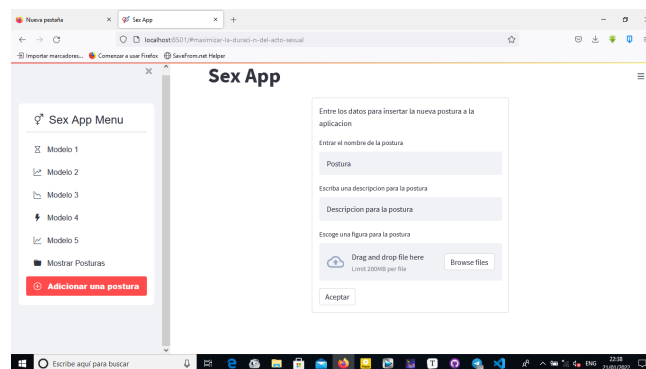 Nueva pestaña
Sex App
localhost:8501/#maximizar-la-duraci-n-del-acto-sexual
Importar marcadores...
Comenzar a usar Firefox
SaveFrom.net Helper
Sex App
Sex App Menu
Modelo 1
Modelo 2
Modelo 3
Modelo 4
Modelo 5
Mostrar Posturas
Adicionar una postura
Entre los datos para insertar la nueva postura a la
aplicacion
Entrar el nombre de la postura
Postura
Escriba una descripcion para la postura
Descripcion para la postura
Escoge una figura para la postura
Drag and drop file here
Limit 200MB per file
Browse files
Aceptar
Escribe aquí para buscar
ENG
22:38
21/01/2022